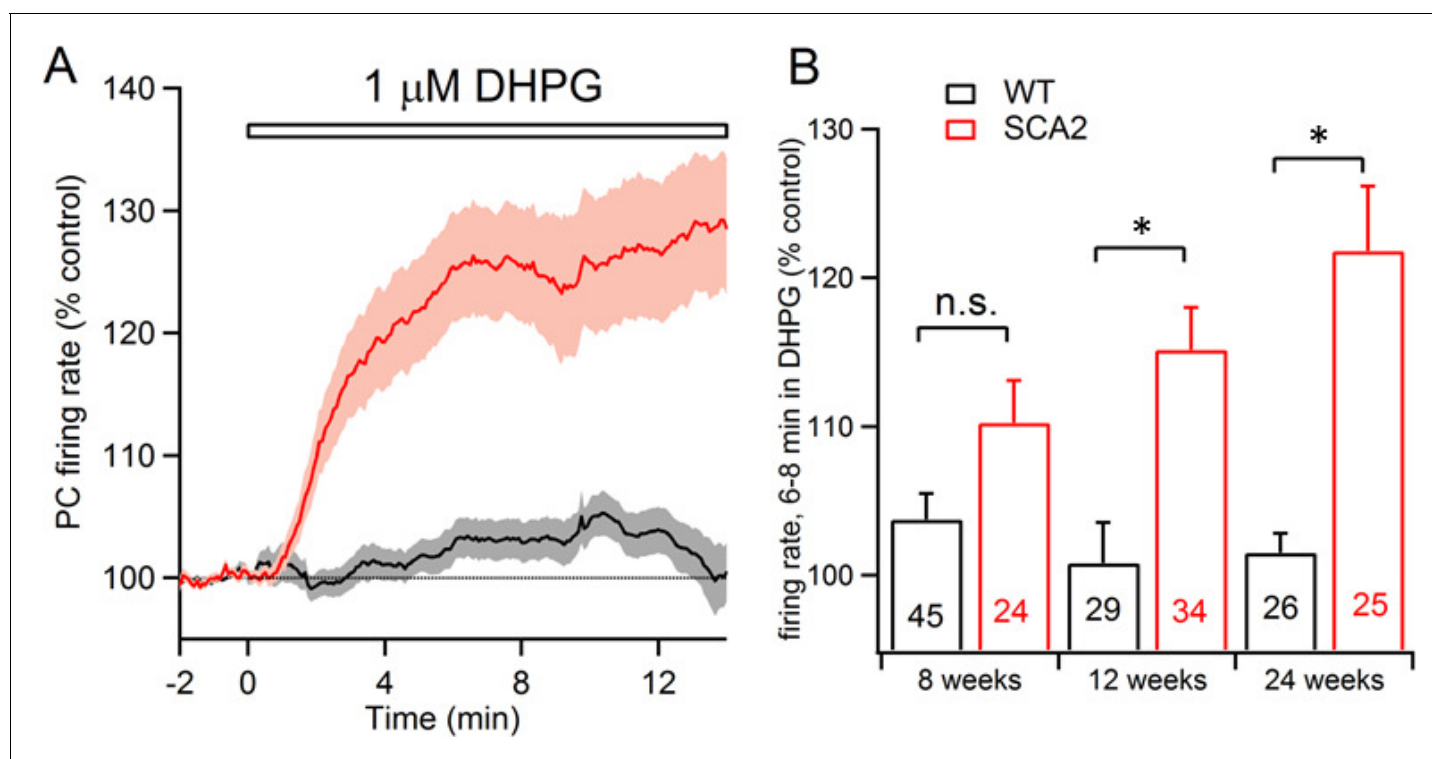 A
1 μM DHPG
PC firing rate (% control)
140
130
120
110
100
-2 0 4 8 12
Time (min)
B
WT
SCA2
firing rate, 6-8 min in DHPG (% control)
130
120
110
100
n.s.
*
*
45 24 29 34 26 25
8 weeks 12 weeks 24 weeks